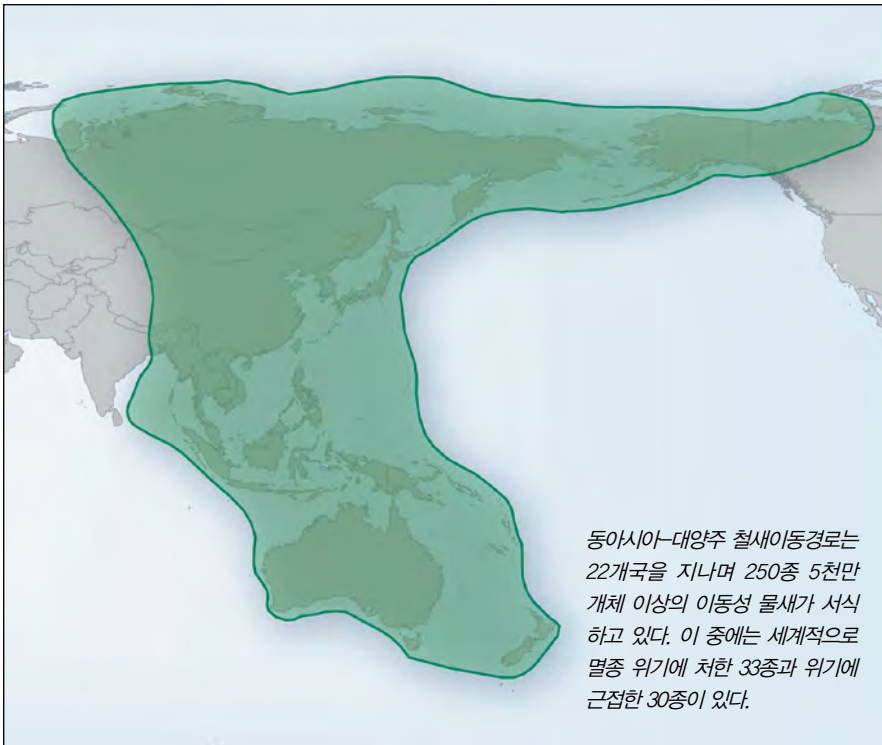 동아시아-대양주 철새이동경로는
22개국을 지나며 250종 5천만
개체 이상의 이동성 물새가 서식
하고 있다. 이 중에는 세계적으로
멸종 위기에 처한 33종과 위기에
근접한 30종이 있다.